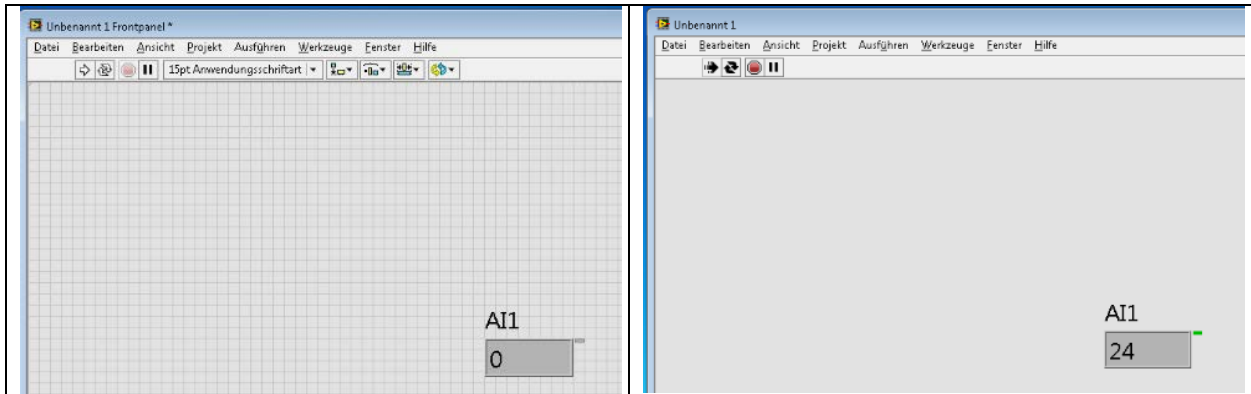 Unbenannt 1 Frontpanel *
Datei Bearbeiten Ansicht Projekt Ausführen Werkzeuge Fenster Hilfe
15pt Anwendungsschriftart
AI1
0
Unbenannt 1
Datei Bearbeiten Ansicht Projekt Ausführen Werkzeuge Fenster Hilfe
AI1
24